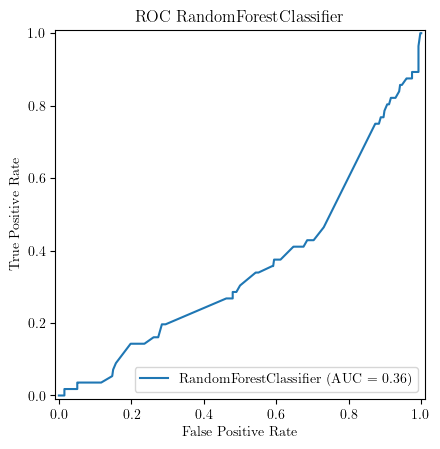 ROC RandomForestClassifier
1.0
0.8
0.6
0.4
0.2
0.0
True Positive Rate
RandomForestClassifier (AUC = 0.36)
0.0 0.2 0.4 0.6 0.8 1.0
False Positive Rate